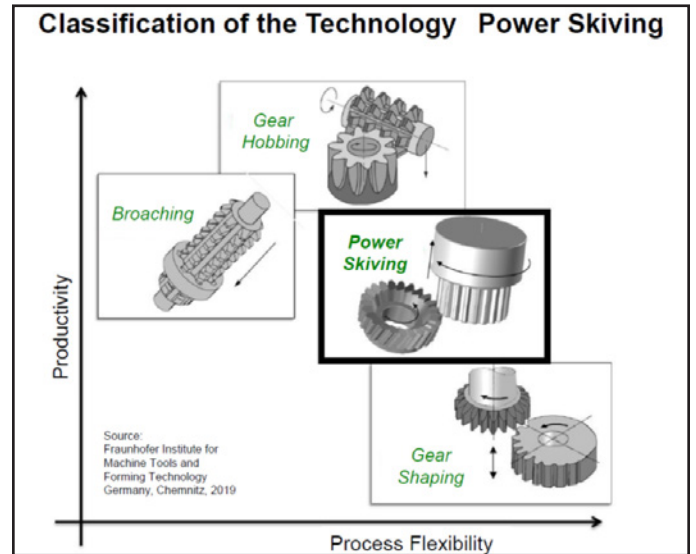 Classification of the Technology Power Skiving
Gear
Hobbing
Broaching
Power
Skiving
Gear
Shaping
Productivity
Source:
Fraunhofer Institute for
Machine Tools and
Forming Technology
Germany, Chemnitz, 2019
Process Flexibility